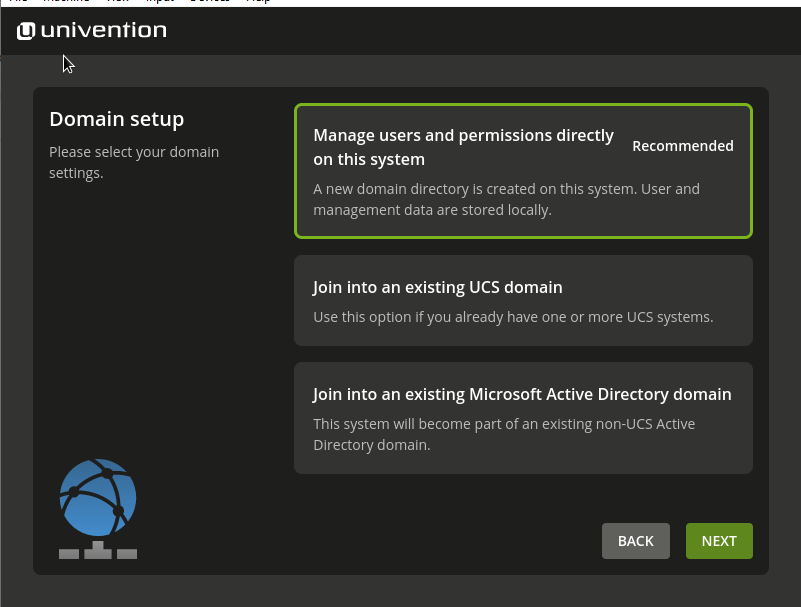 univention
Domain setup
Please select your domain
settings.
Manage users and permissions directly
on this system
Recommended
A new domain directory is created on this system. User and
management data are stored locally.
Join into an existing UCS domain
Use this option if you already have one or more UCS systems.
Join into an existing Microsoft Active Directory domain
This system will become part of an existing non-UCS Active
Directory domain.
BACK
NEXT